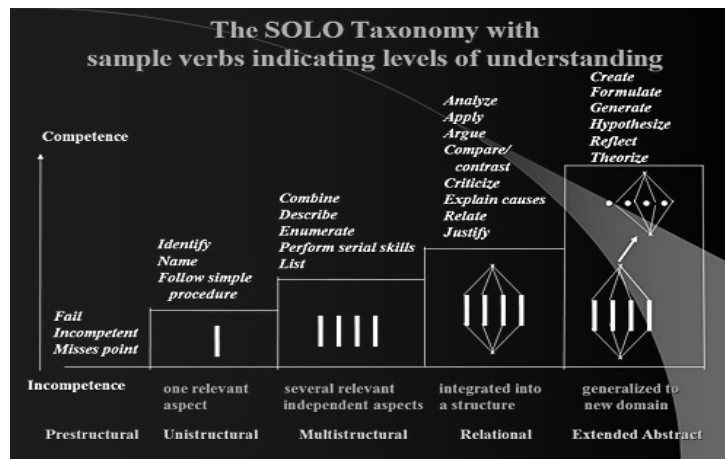 The SOLO Taxonomy with
sample verbs indicating levels of understanding
Competence
Incompetence
Fail
Incompetent
Misses point
Identify
Name
Follow simple
procedure
Combine
Describe
Enumerate
Perform serial skills
List
Analyze
Apply
Argue
Compare/
contrast
Criticize
Explain causes
Relate
Justify
Create
Formulate
Generate
Hypothesize
Reflect
Theorize
one relevant
aspect
several relevant
independent aspects
integrated into
a structure
generalized to
new domain
Prestructural
Unistructural
Multistructural
Relational
Extended Abstract